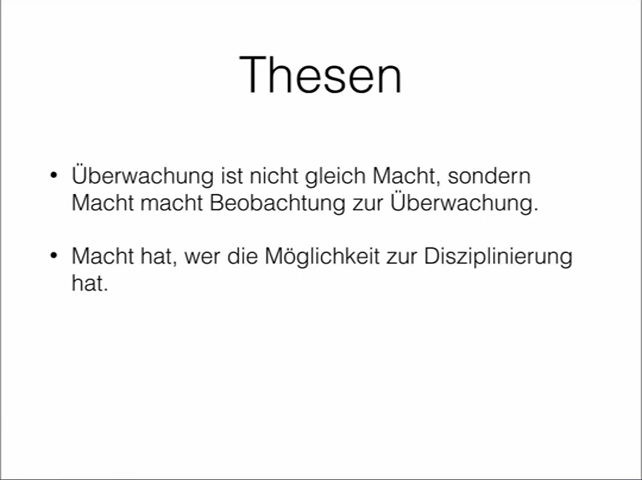 Thesen
• Überwachung ist nicht gleich Macht, sondern
Macht macht Beobachtung zur Überwachung.
• Macht hat, wer die Möglichkeit zur Disziplinierung
hat.